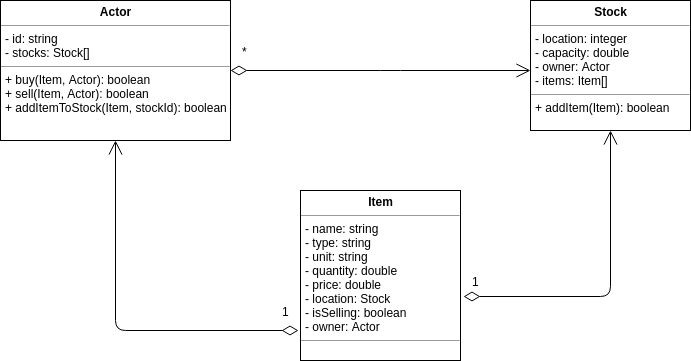 Actor
- id: string
- stocks: Stock[]
+ buy(Item, Actor): boolean
+ sell(Item, Actor): boolean
+ addItemToStock(Item, stockId): boolean
*
Stock
- location: integer
- capacity: double
- owner: Actor
- items: Item[]
+ addItem(Item): boolean
Item
- name: string
- type: string
- unit: string
- quantity: double
- price: double
- location: Stock
- isSelling: boolean
- owner: Actor
1
1